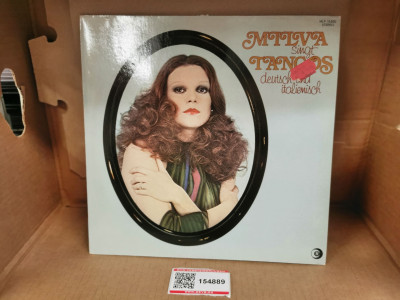 MILVA
singt
TANGOS
deutsch und
italienisch
154889